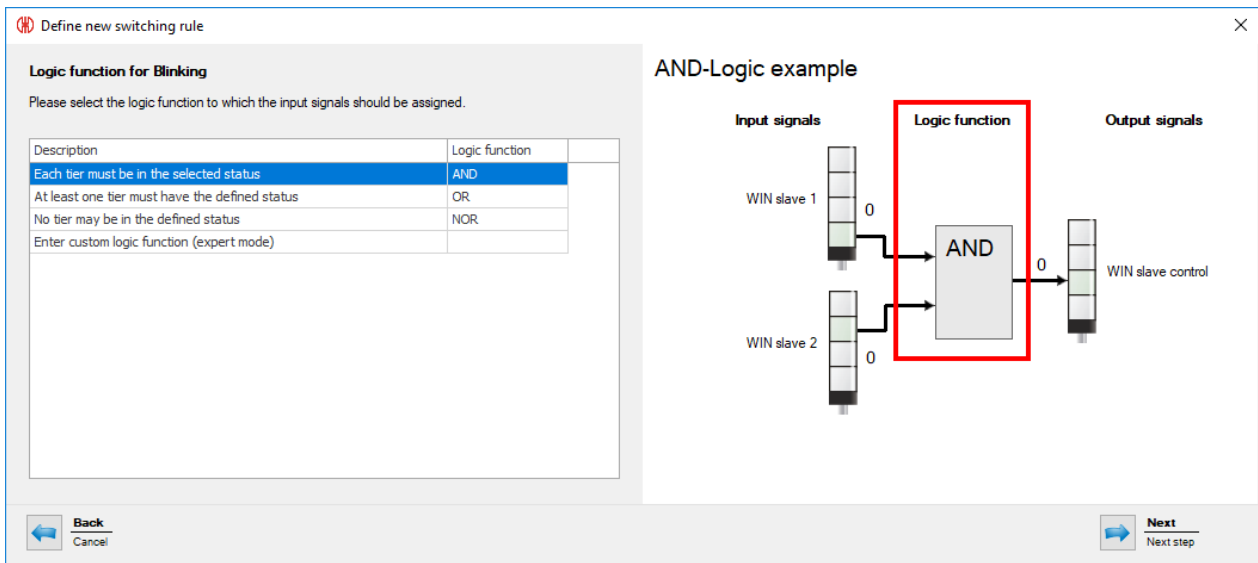 Define new switching rule
Logic function for Blinking
Please select the logic function to which the input signals should be assigned.
Description Logic function
Each tier must be in the selected status AND
At least one tier must have the defined status OR
No tier may be in the defined status NOR
Enter custom logic function (expert mode)
AND-Logic example
Input signals Logic function Output signals
WIN slave 1
0
AND
0
WIN slave control
WIN slave 2
0
Back
Cancel
Next
Next step